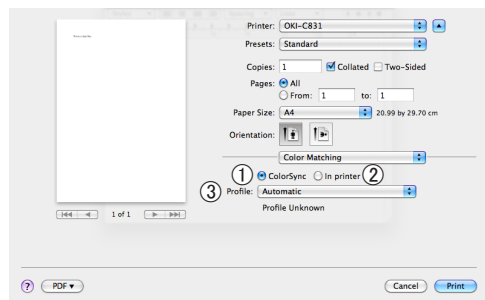 Printer: OKI-C831
Presets: Standard
Copies: 1 Collated Two-Sided
Pages: All
From: 1 to: 1
Paper Size: A4 20.99 by 29.70 cm
Orientation:
Color Matching
① ColorSync In printer ②
③ Profile: Automatic
Profile Unknown
1 of 1
? PDF▼ Cancel Print